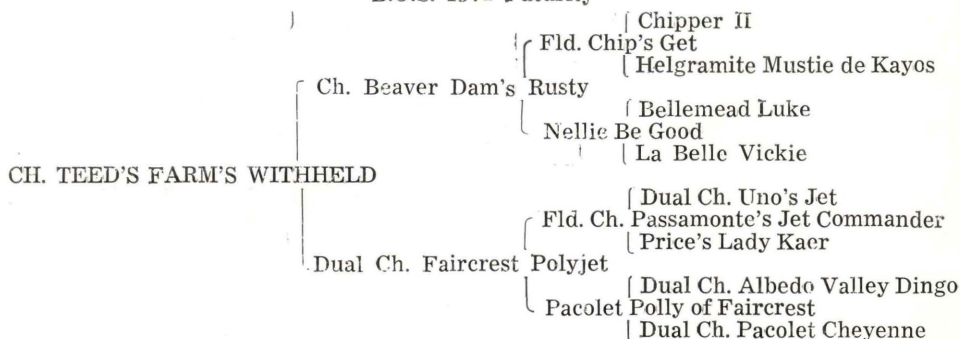 Chipper II
Fld. Chip's Get
Helgramite Mustie de Kayos
Ch. Beaver Dam's Rusty
Bellemead Luke
Nellie Be Good
La Belle Vickie
CH. TEED'S FARM'S WITHHELD
Dual Ch. Uno's Jet
Fld. Ch. Passamonte's Jet Commander
Price's Lady Kaer
Dual Ch. Faircrest Polyjet
Dual Ch. Albedo Valley Dingo
Pacolet Polly of Faircrest
Dual Ch. Pacolet Cheyenne